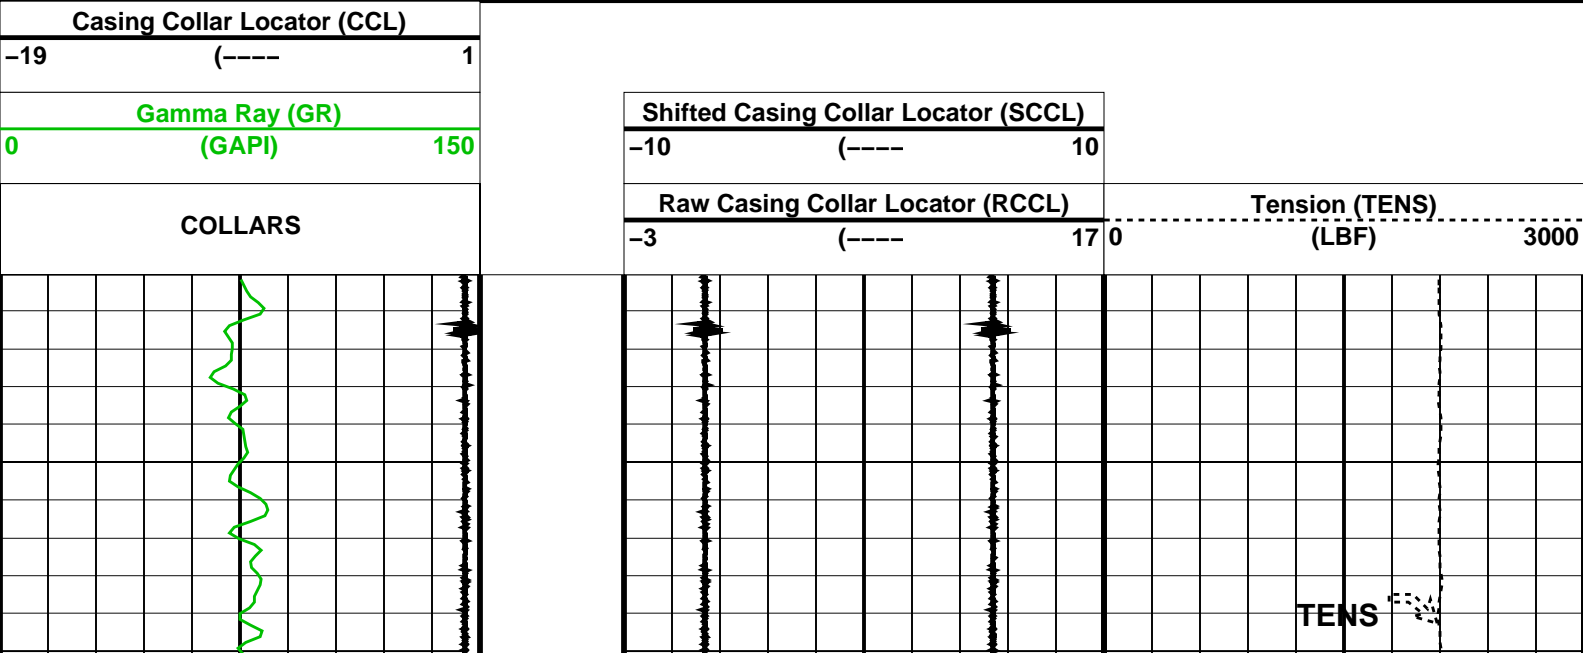 Casing Collar Locator (CCL)
−19 (−−−− 1
Gamma Ray (GR)
0 (GAPI) 150
COLLARS
Shifted Casing Collar Locator (SCCL)
−10 (−−−− 10
Raw Casing Collar Locator (RCCL)
−3 (−−−− 17
Tension (TENS)
0 (LBF) 3000
TENS